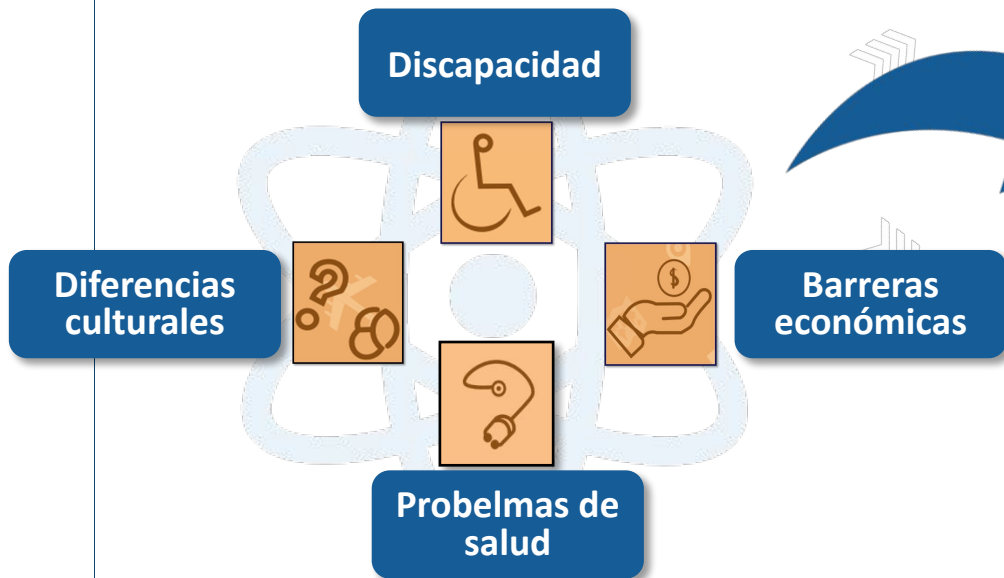 Discapacidad
Diferencias
culturales
$
Barreras
económicas
Probelmas de
salud